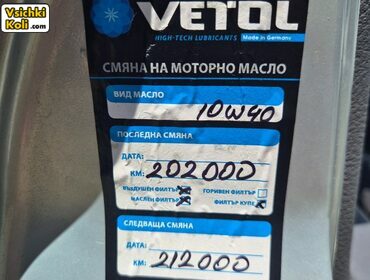 Vsichki
Koli.com
VETOL
HIGH-TECH LUBRICANTS Made in Germany
СМЯНА НА МОТОРНО МАСЛО
ВИД МАСЛО
10W40
ПОСЛЕДНА СМЯНА
ДАТА:
КМ: 202000
ВЪЗДУШЕН ФИЛТЪР ГОРИВЕН ФИЛТЪР
МАСЛЕН ФИЛТЪР ФИЛТЪР КУПЕ
СЛЕДВАЩА СМЯНА
ДАТА:
КМ: 212000